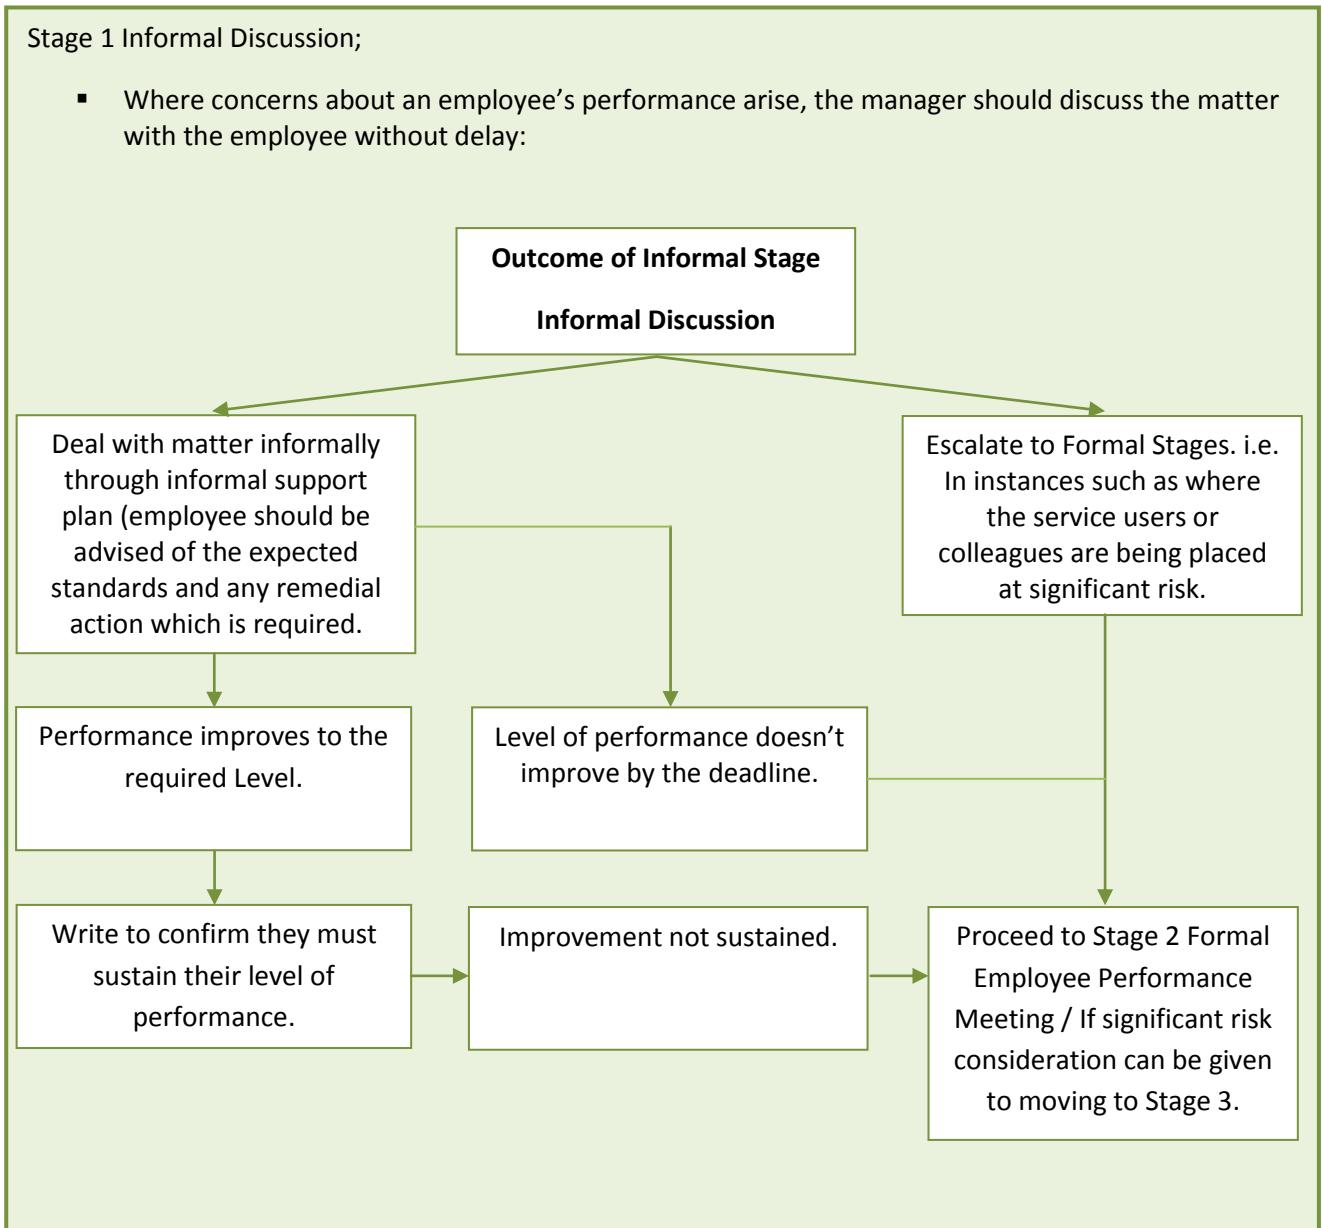 Stage 1 Informal Discussion;
▪ Where concerns about an employee’s performance arise, the manager should discuss the matter
with the employee without delay:
Outcome of Informal Stage
Informal Discussion
Deal with matter informally
through informal support
plan (employee should be
advised of the expected
standards and any remedial
action which is required.
Escalate to Formal Stages. i.e.
In instances such as where
the service users or
colleagues are being placed
at significant risk.
Performance improves to the
required Level.
Level of performance doesn’t
improve by the deadline.
Write to confirm they must
sustain their level of
performance.
Improvement not sustained.
Proceed to Stage 2 Formal
Employee Performance
Meeting / If significant risk
consideration can be given
to moving to Stage 3.